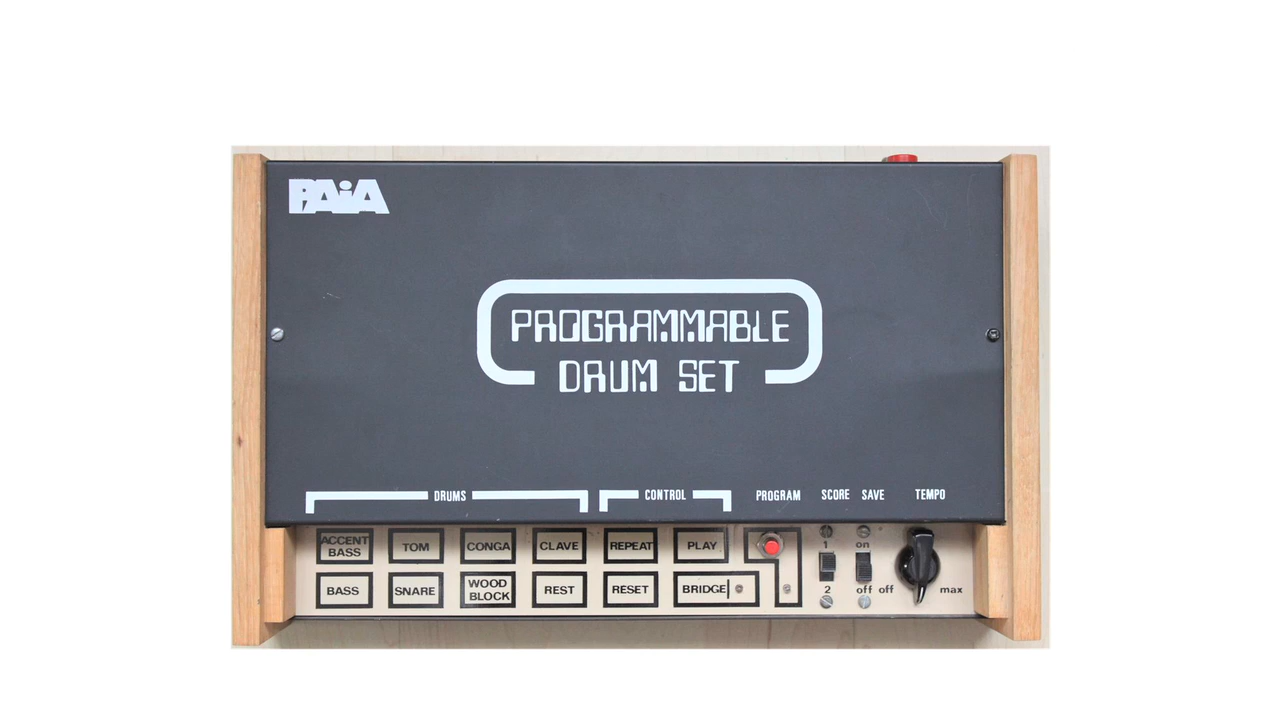 PAiA
PROGRAMMABLE
DRUM SET
DRUMS CONTROL PROGRAM SCORE SAVE TEMPO
ACCENT BASS TOM CONGA CLAVE REPEAT PLAY 1 on
BASS SNARE WOOD BLOCK REST RESET BRIDGE 2 off off max